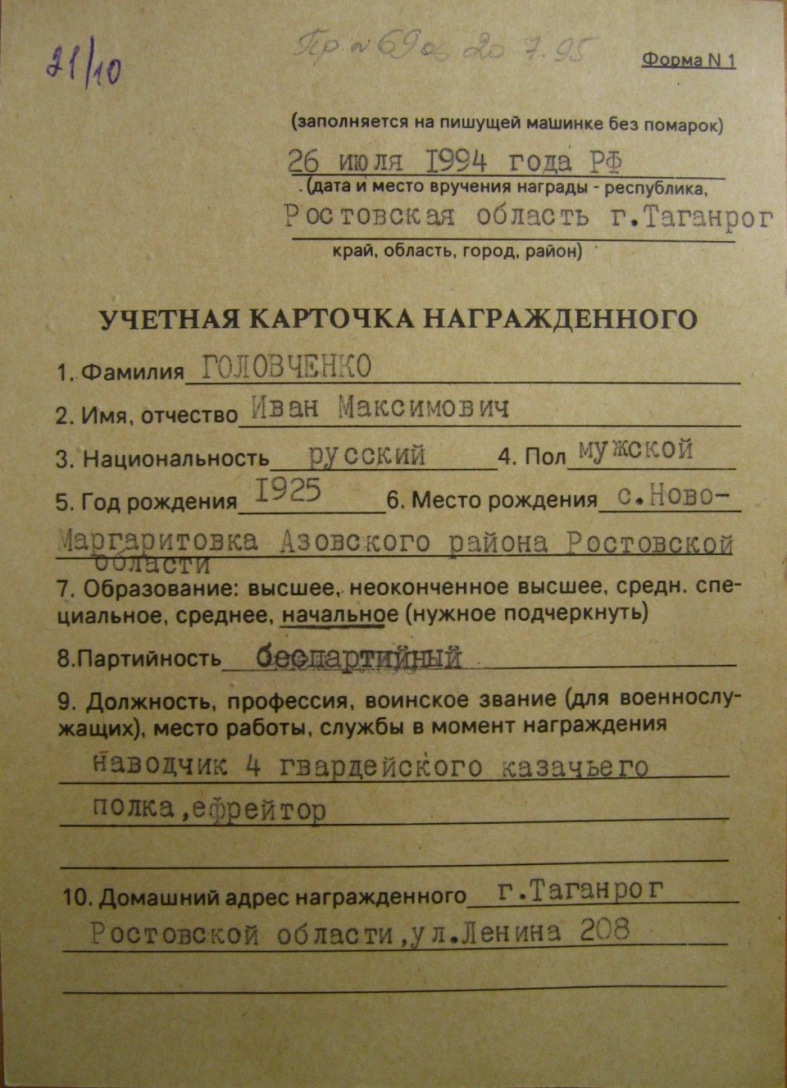 21/10
Пр. № 69 20 7.95
Форма N 1
(заполняется на пишущей машинке без помарок)
26 июля 1994 года РФ
(дата и место вручения награды - республика,
Ростовская область г.Таганрог
край, область, город, район)
УЧЕТНАЯ КАРТОЧКА НАГРАЖДЕННОГО
1. Фамилия ГОЛОВЧЕНКО
2. Имя, отчество Иван Максимович
3. Национальность русский 4. Пол мужской
5. Год рождения 1925 6. Место рождения с.Ново-
Маргаритовка Азовского района Ростовской
области
7. Образование: высшее, неоконченное высшее, средн. спе-
циальное, среднее, начальное (нужное подчеркнуть)
8.Партийность беспартийный
9. Должность, профессия, воинское звание (для военнослу-
жащих), место работы, службы в момент награждения
наводчик 4 гвардейского казачьего
полка,ефрейтор
10. Домашний адрес награжденного г.Таганрог
Ростовской области,ул.Ленина 208